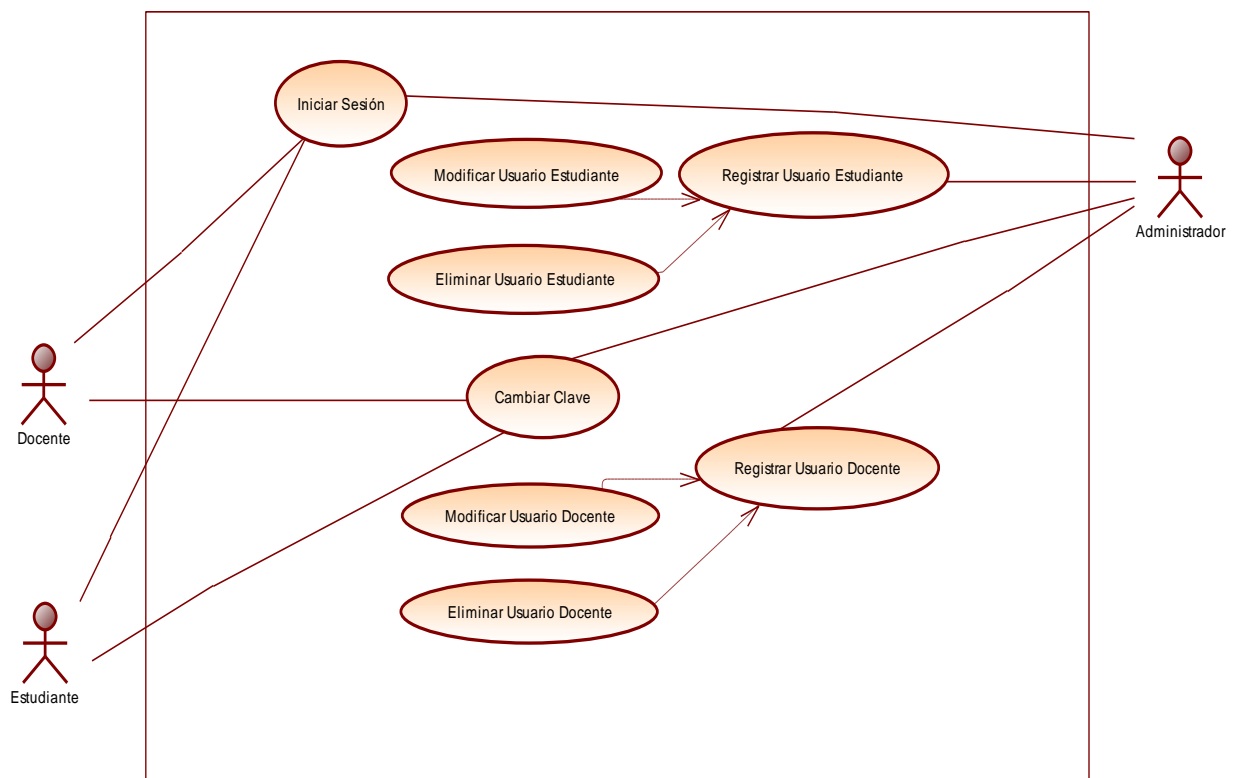 Iniciar Sesión
Modificar Usuario Estudiante
Registrar Usuario Estudiante
Administrador
Eliminar Usuario Estudiante
Cambiar Clave
Docente
Registrar Usuario Docente
Modificar Usuario Docente
Eliminar Usuario Docente
Estudiante